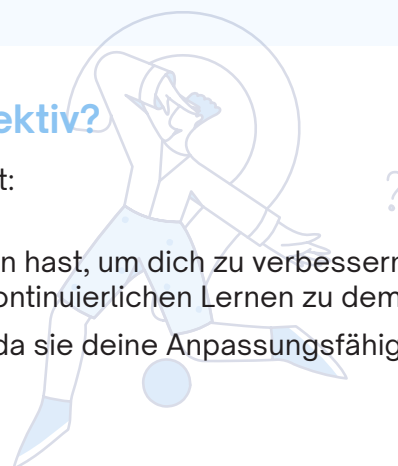 ektiv?
t:
n hast, um dich zu verbessern
ontinuierlichen Lernen zu dem
da sie deine Anpassungsfähig
?